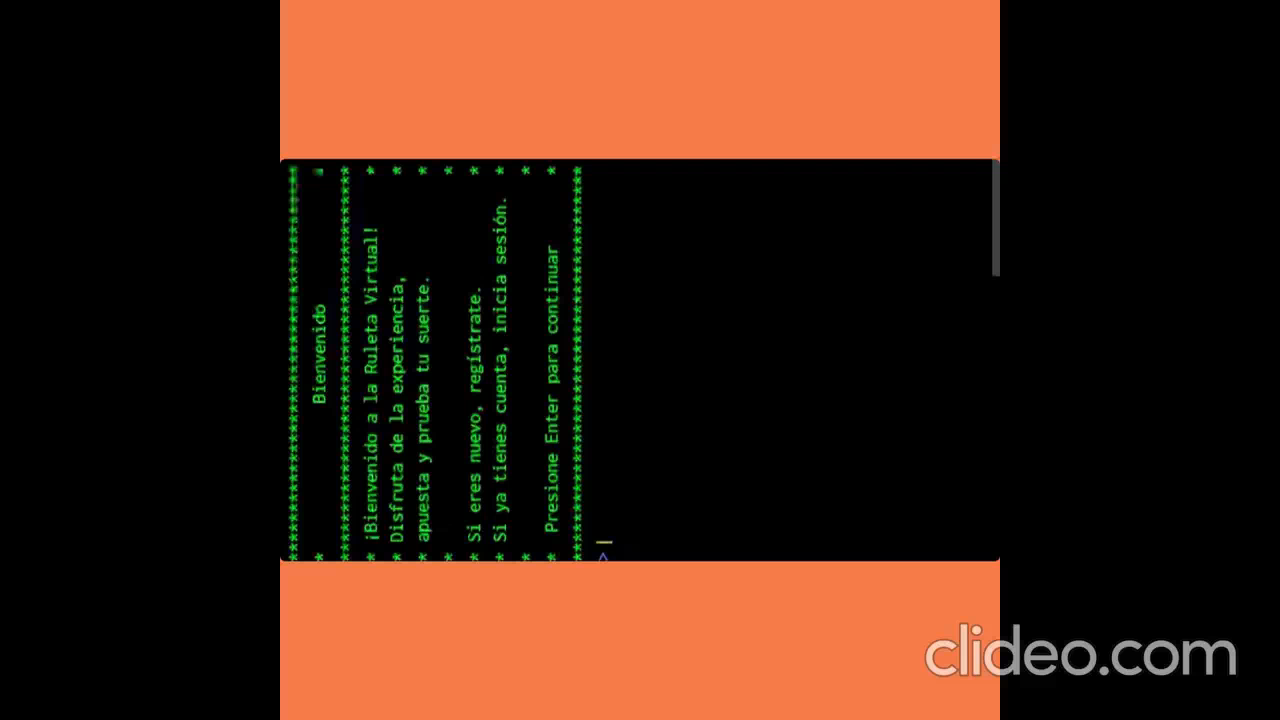 ****************************************
* Bienvenido *
****************************************
* ¡Bienvenido a la Ruleta Virtual! *
* Disfruta de la experiencia, *
* apuesta y prueba tu suerte. *
* *
* Si eres nuevo, regístrate. *
* Si ya tienes cuenta, inicia sesión. *
* *
* Presione Enter para continuar *
****************************************
>
clideo.com